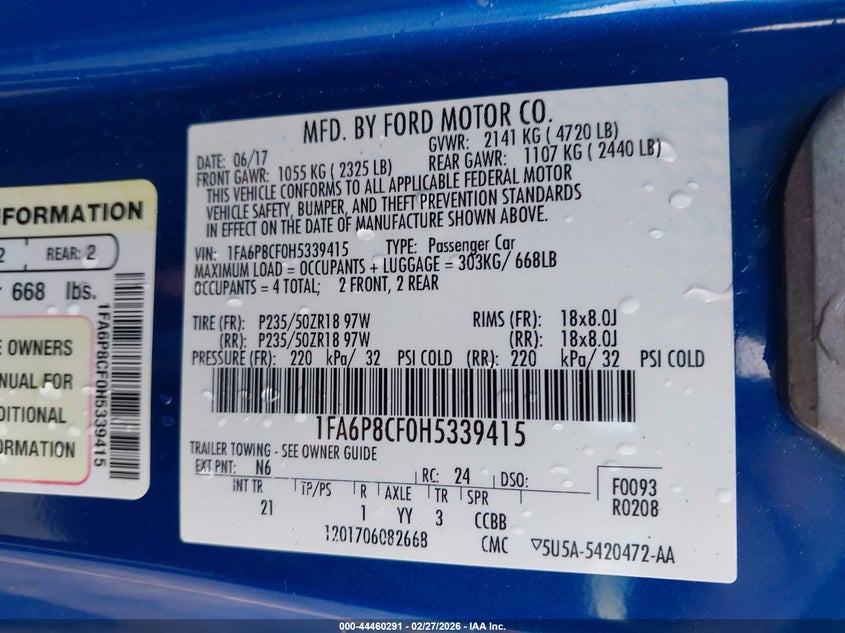 MFD. BY FORD MOTOR CO.
DATE: 06/17 GVWR: 2141 KG ( 4720 LB)
FRONT GAWR: 1055 KG ( 2325 LB) REAR GAWR: 1107 KG ( 2440 LB)
THIS VEHICLE CONFORMS TO ALL APPLICABLE FEDERAL MOTOR
VEHICLE SAFETY, BUMPER, AND THEFT PREVENTION STANDARDS
IN EFFECT ON THE DATE OF MANUFACTURE SHOWN ABOVE.
VIN: 1FA6P8CF0H5339415 TYPE: Passenger Car
MAXIMUM LOAD = OCCUPANTS + LUGGAGE = 303KG/ 668LB
OCCUPANTS = 4 TOTAL; 2 FRONT, 2 REAR
TIRE (FR): P235/50ZR18 97W RIMS (FR): 18x8.0J
(RR): P235/50ZR18 97W (RR): 18x8.0J
PRESSURE (FR): 220 kPa/ 32 PSI COLD (RR): 220 kPa/ 32 PSI COLD
1FA6P8CF0H5339415
TRAILER TOWING - SEE OWNER GUIDE
EXT PNT: N6 RC: 24 DSO: F0093
R0208
INT TR TP/PS R AXLE TR SPR
21 1 YY 3 CCBB
1201706082668 CMC ▽5U5A-5420472-AA
INFORMATION
2 REAR: 2
668 lbs.
1FA6P8CF0H5339415
E OWNERS
ANUAL FOR
DDITIONAL
FORMATION
000-44460291 - 02/27/2026 - IAA Inc.